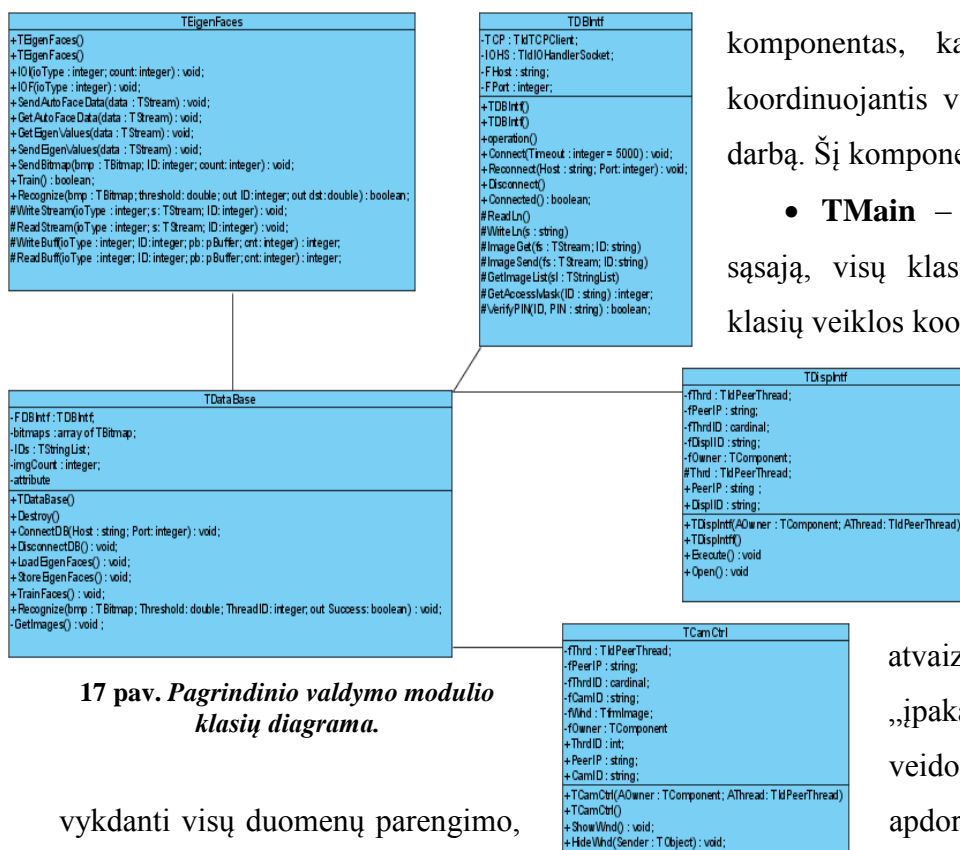 TEigenFaces
+TEigenFaces()
+TEigenFaces()
+IOI(ioType : integer; count: integer) : void;
+IOF(ioType : integer) : void;
+SendAutoFaceData(data : TStream) : void;
+GetAutoFaceData(data : TStream) : void;
+GetEigenValues(data : TStream) : void;
+SendEigenValues(data : TStream) : void;
+SendBitmap(bmp : TBitmap; ID: integer; count: integer) : void;
+Train() : boolean;
+Recognize(bmp : TBitmap; threshold: double; out ID: integer; out dst: double) : boolean;
#WriteStream(ioType : integer; s: TStream; ID: integer) : void;
#ReadStream(ioType : integer; s: TStream; ID: integer) : void;
#WriteBuff(ioType : integer; ID: integer; pb: pBuffer; cnt: integer) : integer;
#ReadBuff(ioType : integer; ID: integer; pb: pBuffer; cnt: integer) : integer;
TDBIntf
-TCP : TIdTCPClient;
-IOHS : TIdIOHandlerSocket;
-FHost : string;
-FPort : integer;
+TDBIntf()
+TDBIntf()
+operation()
+Connect(Timeout : integer = 5000) : void;
+Reconnect(Host : string; Port: integer) : void;
+Disconnect()
+Connected() : boolean;
#ReadLn()
#WriteLn(s : string)
#ImageGet(fs : TStream; ID: string)
#ImageSend(fs : TStream; ID: string)
#GetImageList(sl : TStringList)
#GetAccessMask(ID : string) : integer;
#VerifyPIN(ID, PIN : string) : boolean;
komponentas, ka
koordinuojantis v
darbą. Šį kompone
• TMain –
sąsają, visų klas
klasių veiklos koo
TDataBase
-FDBIntf : TDBIntf;
-bitmaps : array of TBitmap;
-IDs : TStringList;
-imgCount : integer;
-attribute
+TDataBase()
+Destroy()
+ConnectDB(Host : string; Port: integer) : void;
+DisconnectDB() : void;
+LoadEigenFaces() : void;
+StoreEigenFaces() : void;
+TrainFaces() : void;
+Recognize(bmp : TBitmap; Threshold: double; ThreadID: integer; out Success: boolean) : void;
-GetImages() : void ;
TDispIntf
-fThrd : TIdPeerThread;
-fPeerIP : string;
-fThrdID : cardinal;
-fDispIID : string;
-fOwner : TComponent;
#Thrd : TIdPeerThread;
+PeerIP : string ;
+DispIID : string;
+TDispIntf(AOwner : TComponent; AThread: TIdPeerThread)
+TDispIntff()
+Execute() : void
+Open() : void
17 pav. Pagrindinio valdymo modulio
klasių diagrama.
TCamCtrl
-fThrd : TIdPeerThread;
-fPeerIP : string;
-fThrdID : cardinal;
-fCamID : string;
-fWnd : TfrmImage;
-fOwner : TComponent
+ThrdID : int;
+PeerIP : string;
+CamID : string;
+TCamCtrl(AOwner : TComponent; AThread: TIdPeerThread)
+TCamCtrl()
+ShowWnd() : void;
+HideWnd(Sender : TObject) : void;
atvaiz
„įpaka
veido
vykdanti visų duomenų parengimo,
apdor